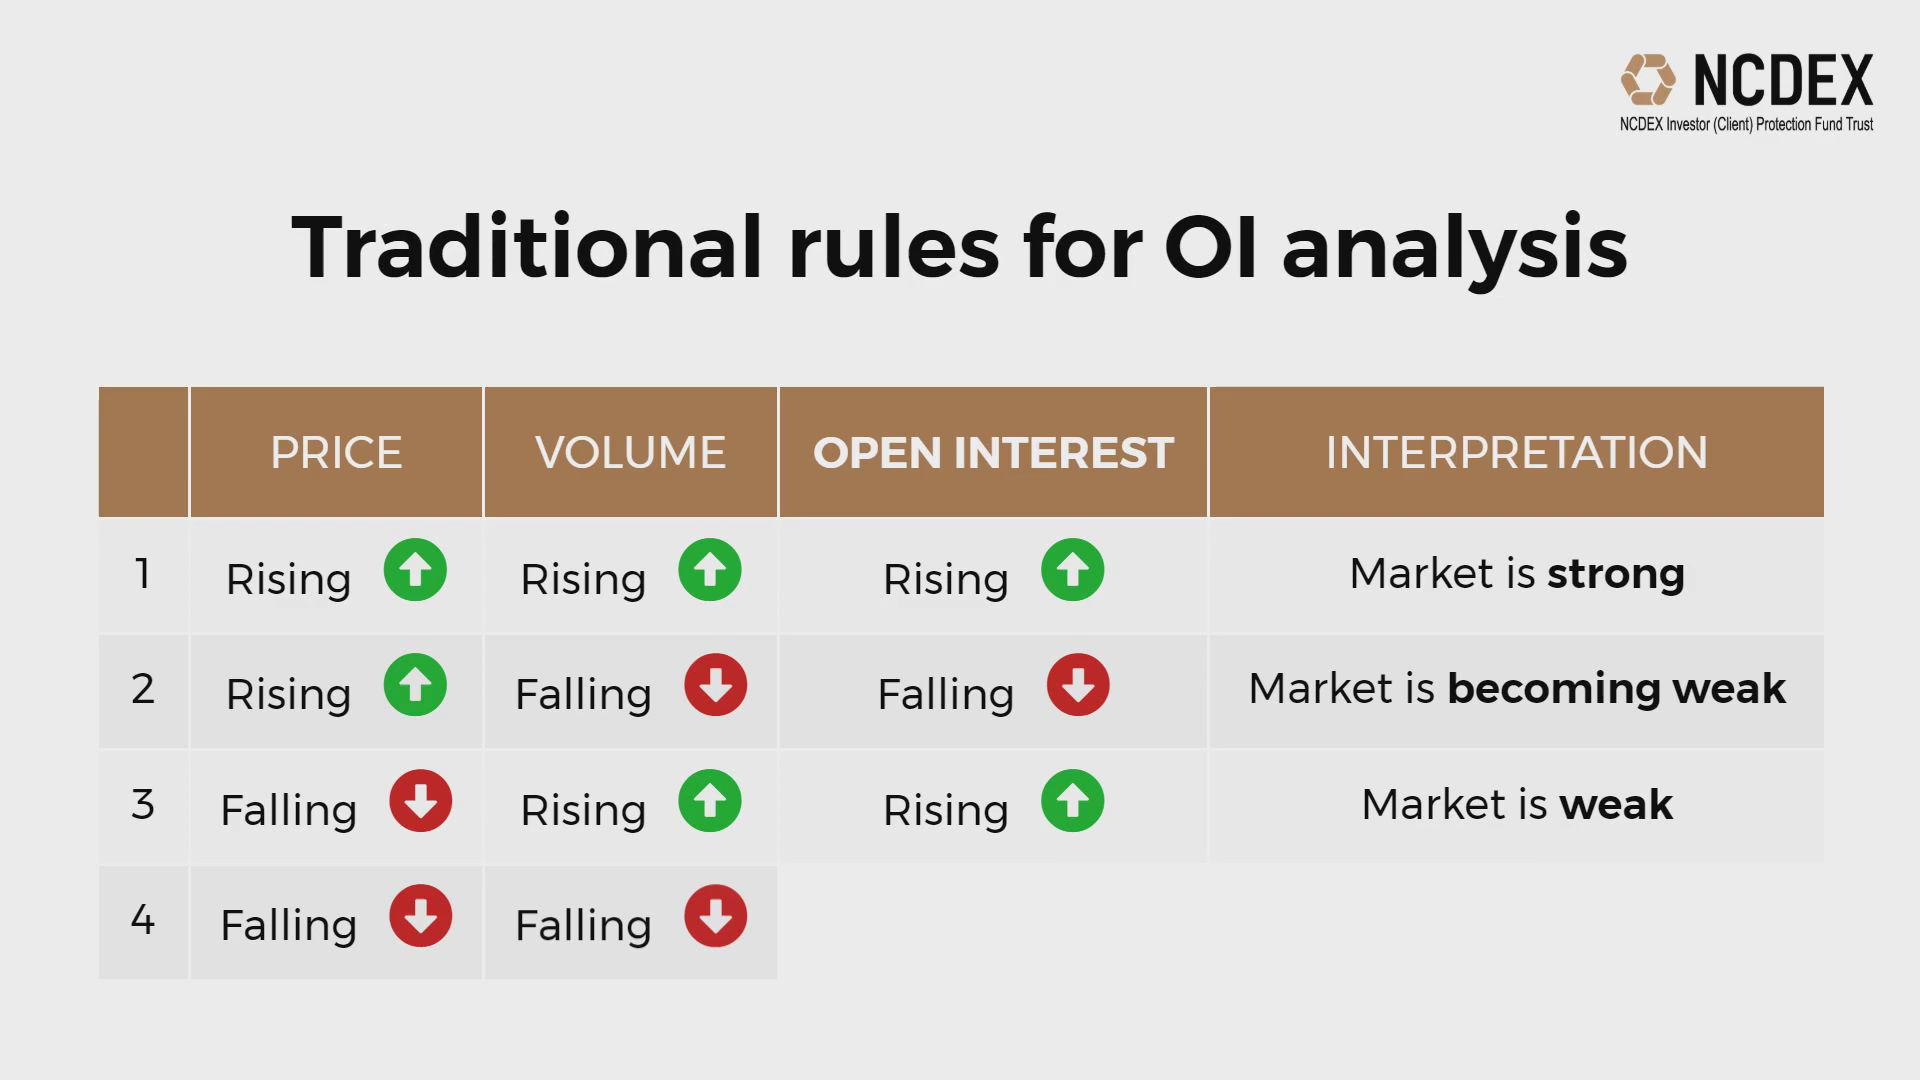 NCDEX
NCDEX Investor (Client) Protection Fund Trust
Traditional rules for OI analysis
PRICE VOLUME OPEN INTEREST INTERPRETATION
1 Rising Rising Rising Market is strong
2 Rising Falling Falling Market is becoming weak
3 Falling Rising Rising Market is weak
4 Falling Falling